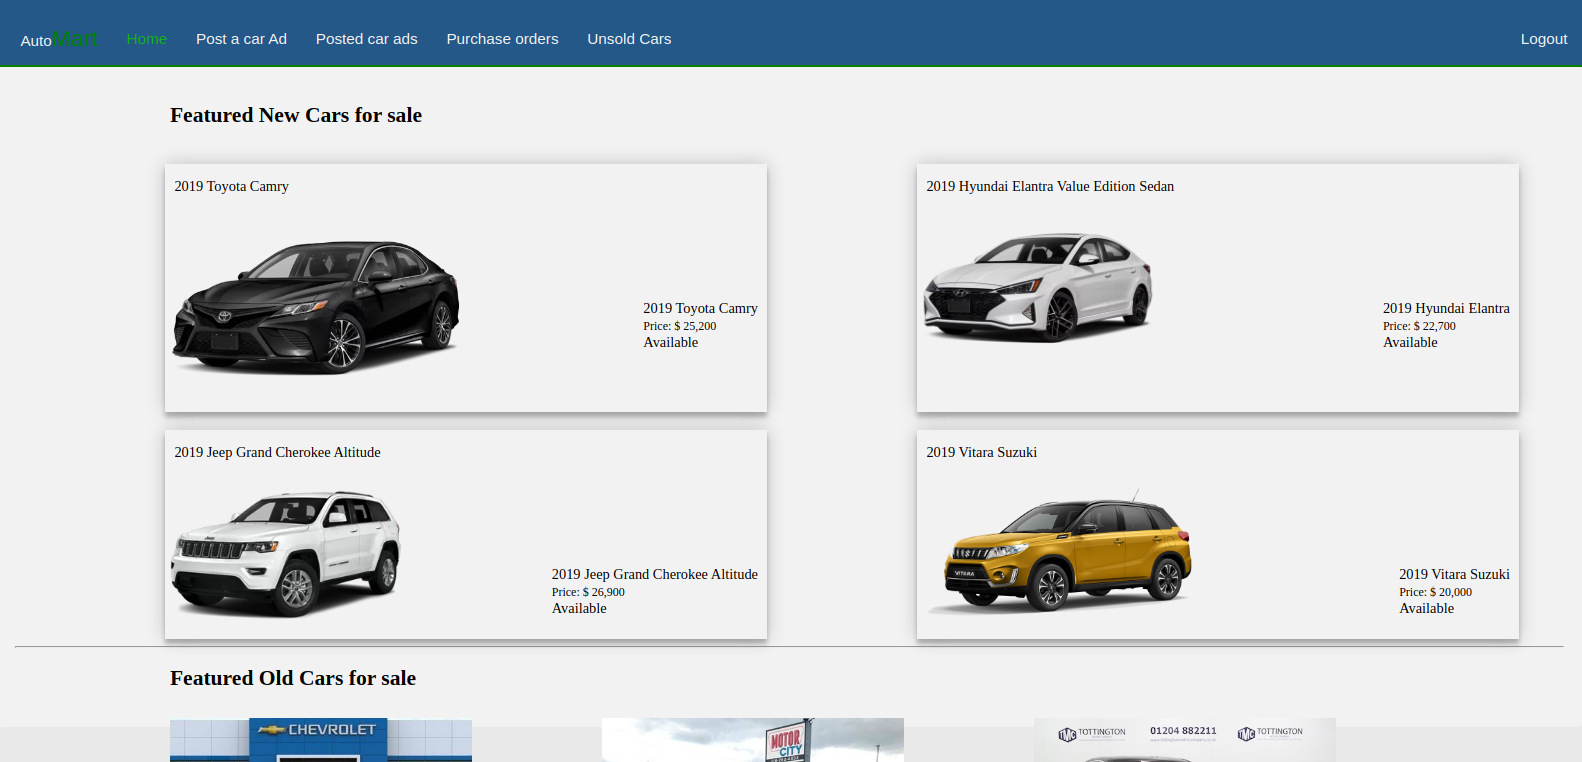 AutoMart Home Post a car Ad Posted car ads Purchase orders Unsold Cars Logout
Featured New Cars for sale
2019 Toyota Camry
2019 Toyota Camry
Price: $ 25,200
Available
2019 Hyundai Elantra Value Edition Sedan
2019 Hyundai Elantra
Price: $ 22,700
Available
2019 Jeep Grand Cherokee Altitude
2019 Jeep Grand Cherokee Altitude
Price: $ 26,900
Available
2019 Vitara Suzuki
VITARA
2019 Vitara Suzuki
Price: $ 20,000
Available
Featured Old Cars for sale
CHEVROLET
MOTOR
CITY
TMC TOTTINGTON
01204 882211
TMC TOTTINGTON